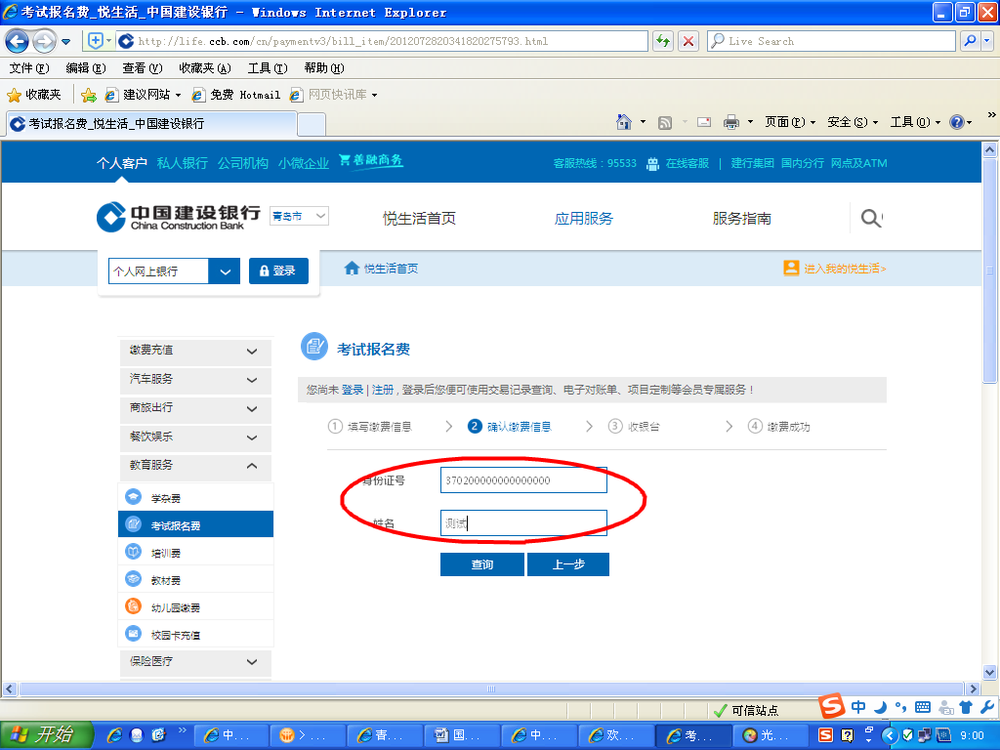 考试报名费_悦生活_中国建设银行 - Windows Internet Explorer
http://life.ccb.com/cn/paymentv3/bill_item/20120728203418202​75793.html
Live Search
文件(F) 编辑(E) 查看(V) 收藏夹(A) 工具(T) 帮助(H)
收藏夹 建议网站 免费 Hotmail 网页快讯库
考试报名费_悦生活_中国建设银行 页面(P) 安全(S) 工具(O) »
个人客户 私人银行 公司机构 小微企业 善融商务 客服热线：95533 在线客服 | 建行集团 国内分行 网点及ATM
中国建设银行 青岛市 悦生活首页 应用服务 服务指南
China Construction Bank
个人网上银行 登录 悦生活首页 进入我的悦生活>
缴费充值
考试报名费
汽车服务
您尚未 登录 | 注册 , 登录后您便可使用交易记录查询、电子对账单、项目定制等会员专属服务！
商旅出行
1 填写缴费信息 2 确认缴费信息 3 收银台 4 缴费成功
餐饮娱乐
教育服务
身份证号 370200000000000000
学杂费
考试报名费
姓名 测试
培训费
查询 上一步
教材费
幼儿园缴费
校园卡充值
保险医疗
可信站点
中
开始 » 中... >... 青... 国... 中... 欢... 考... 光... 9:00